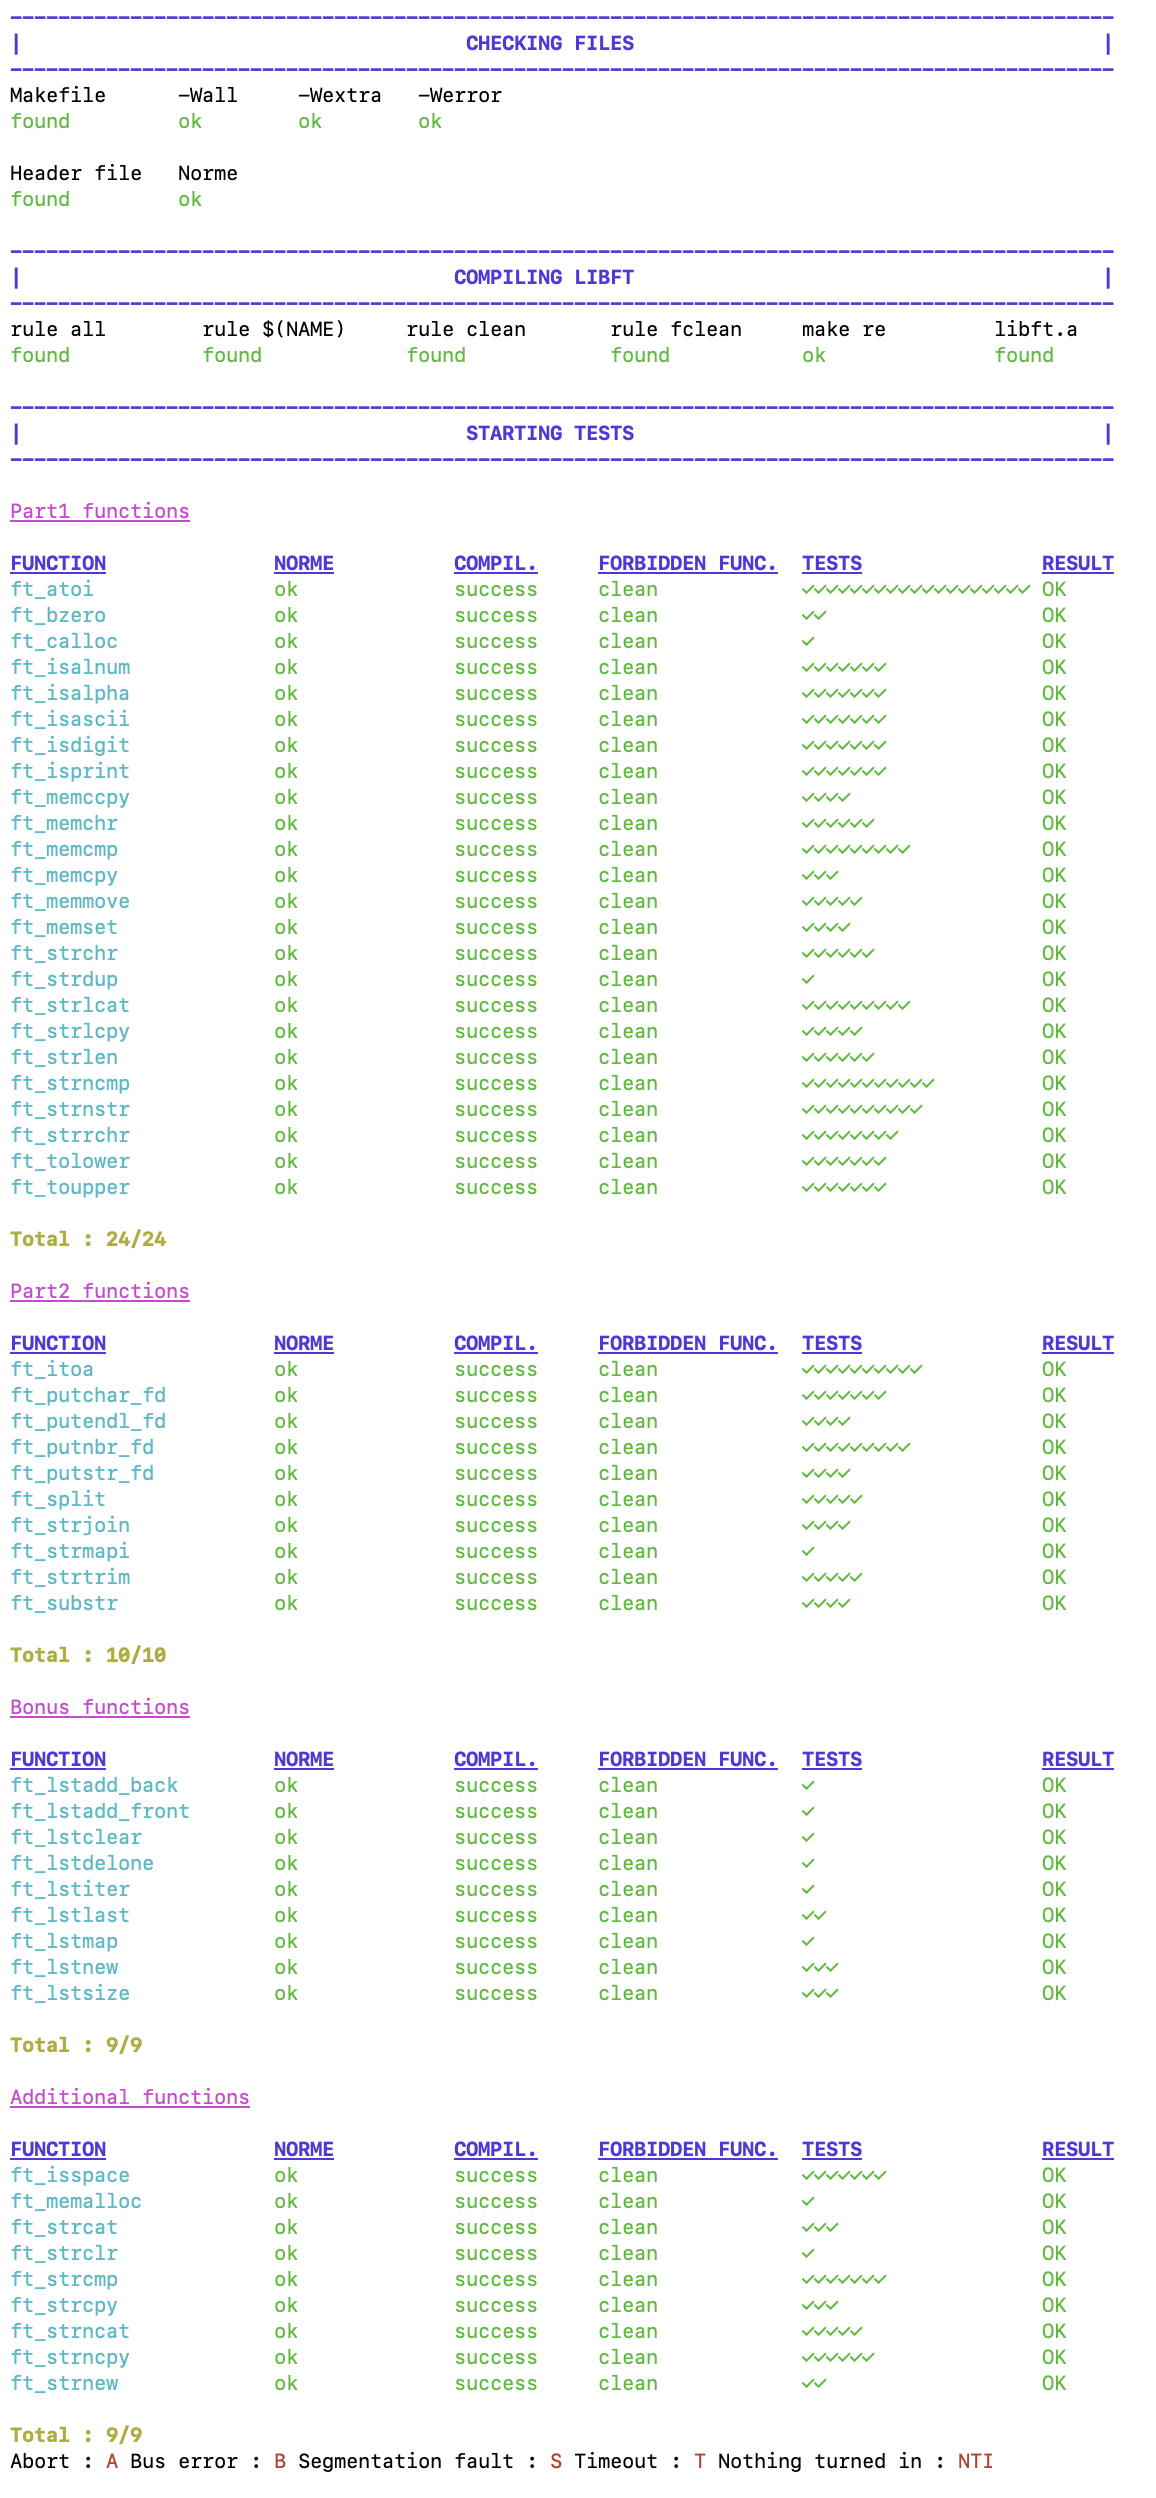 | CHECKING FILES |
Makefile -Wall -Wextra -Werror
found ok ok ok
Header file Norme
found ok
| COMPILING LIBFT |
rule all rule $(NAME) rule clean rule fclean make re libft.a
found found found found ok found
| STARTING TESTS |
Part1 functions
FUNCTION NORME COMPIL. FORBIDDEN FUNC. TESTS RESULT
ft_atoi ok success clean ✓✓✓✓✓✓✓✓✓✓✓✓✓✓✓✓✓✓✓ OK
ft_bzero ok success clean ✓✓ OK
ft_calloc ok success clean ✓ OK
ft_isalnum ok success clean ✓✓✓✓✓✓✓ OK
ft_isalpha ok success clean ✓✓✓✓✓✓✓ OK
ft_isascii ok success clean ✓✓✓✓✓✓✓ OK
ft_isdigit ok success clean ✓✓✓✓✓✓✓ OK
ft_isprint ok success clean ✓✓✓✓✓✓✓ OK
ft_memccpy ok success clean ✓✓✓✓ OK
ft_memchr ok success clean ✓✓✓✓✓✓ OK
ft_memcmp ok success clean ✓✓✓✓✓✓✓✓✓ OK
ft_memcpy ok success clean ✓✓✓ OK
ft_memmove ok success clean ✓✓✓✓✓ OK
ft_memset ok success clean ✓✓✓✓ OK
ft_strchr ok success clean ✓✓✓✓✓✓ OK
ft_strdup ok success clean ✓ OK
ft_strlcat ok success clean ✓✓✓✓✓✓✓✓✓ OK
ft_strlcpy ok success clean ✓✓✓✓✓ OK
ft_strlen ok success clean ✓✓✓✓✓✓ OK
ft_strncmp ok success clean ✓✓✓✓✓✓✓✓✓✓✓ OK
ft_strnstr ok success clean ✓✓✓✓✓✓✓✓✓✓ OK
ft_strrchr ok success clean ✓✓✓✓✓✓✓✓ OK
ft_tolower ok success clean ✓✓✓✓✓✓✓ OK
ft_toupper ok success clean ✓✓✓✓✓✓✓ OK
Total : 24/24
Part2 functions
FUNCTION NORME COMPIL. FORBIDDEN FUNC. TESTS RESULT
ft_itoa ok success clean ✓✓✓✓✓✓✓✓✓✓ OK
ft_putchar_fd ok success clean ✓✓✓✓✓✓✓ OK
ft_putendl_fd ok success clean ✓✓✓✓ OK
ft_putnbr_fd ok success clean ✓✓✓✓✓✓✓✓✓ OK
ft_putstr_fd ok success clean ✓✓✓✓ OK
ft_split ok success clean ✓✓✓✓✓ OK
ft_strjoin ok success clean ✓✓✓✓ OK
ft_strmapi ok success clean ✓ OK
ft_strtrim ok success clean ✓✓✓✓✓ OK
ft_substr ok success clean ✓✓✓✓ OK
Total : 10/10
Bonus functions
FUNCTION NORME COMPIL. FORBIDDEN FUNC. TESTS RESULT
ft_lstadd_back ok success clean ✓ OK
ft_lstadd_front ok success clean ✓ OK
ft_lstclear ok success clean ✓ OK
ft_lstdelone ok success clean ✓ OK
ft_lstiter ok success clean ✓ OK
ft_lstlast ok success clean ✓✓ OK
ft_lstmap ok success clean ✓ OK
ft_lstnew ok success clean ✓✓✓ OK
ft_lstsize ok success clean ✓✓✓ OK
Total : 9/9
Additional functions
FUNCTION NORME COMPIL. FORBIDDEN FUNC. TESTS RESULT
ft_isspace ok success clean ✓✓✓✓✓✓✓ OK
ft_memalloc ok success clean ✓ OK
ft_strcat ok success clean ✓✓✓ OK
ft_strclr ok success clean ✓ OK
ft_strcmp ok success clean ✓✓✓✓✓✓✓ OK
ft_strcpy ok success clean ✓✓✓ OK
ft_strncat ok success clean ✓✓✓✓✓ OK
ft_strncpy ok success clean ✓✓✓✓✓✓ OK
ft_strnew ok success clean ✓✓ OK
Total : 9/9
Abort : A Bus error : B Segmentation fault : S Timeout : T Nothing turned in : NTI